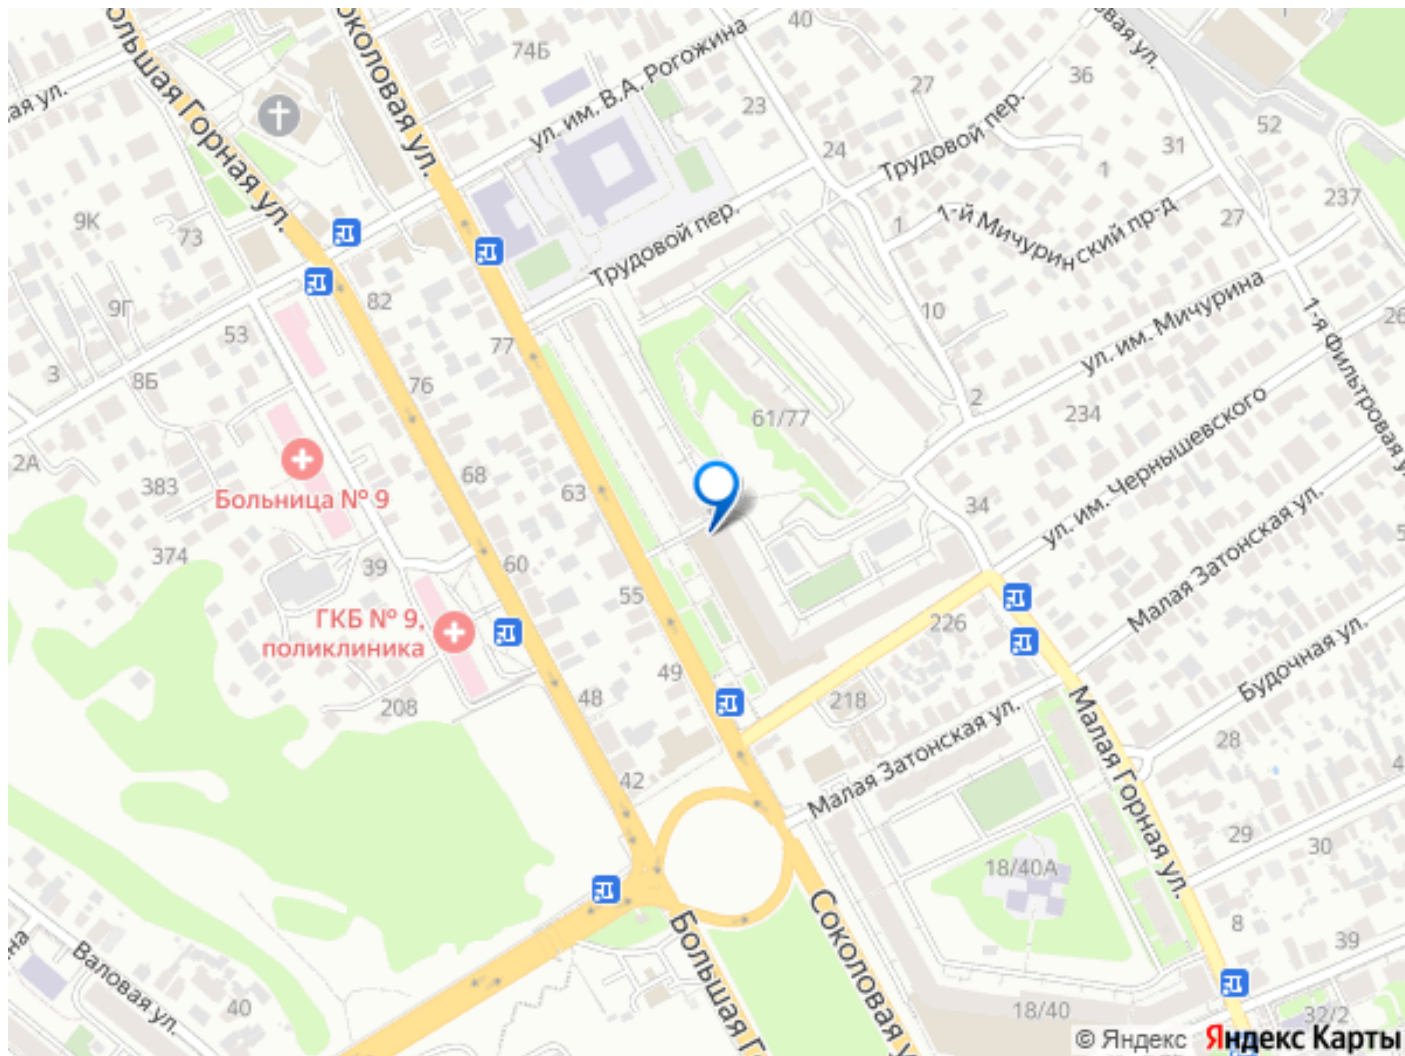 Большая Горная ул.
Соколовая ул.
74Б
40
ул. им. В.А. Рогожина
23
27
36
Трудовой пер.
24
52
31
1
237
27
9К
73
1
1-й Мичуринский пр-д
Трудовой пер.
9Г
82
53
77
10
ул. им. Мичурина
1-я Фильтровая ул.
26
3
8Б
76
2
61/77
234
2А
383
Больница № 9
68
63
34
ул. им. Чернышевского
Малая Затонская ул.
374
39
60
ГКБ № 9,
поликлиника
55
226
Будочная ул.
49
48
208
218
Малая Затонская ул.
Малая Горная ул.
28
42
29
30
18/40А
Соколовая
8
39
Большая
Валовая ул.
40
18/40
32/2
© Яндекс Яндекс Карты